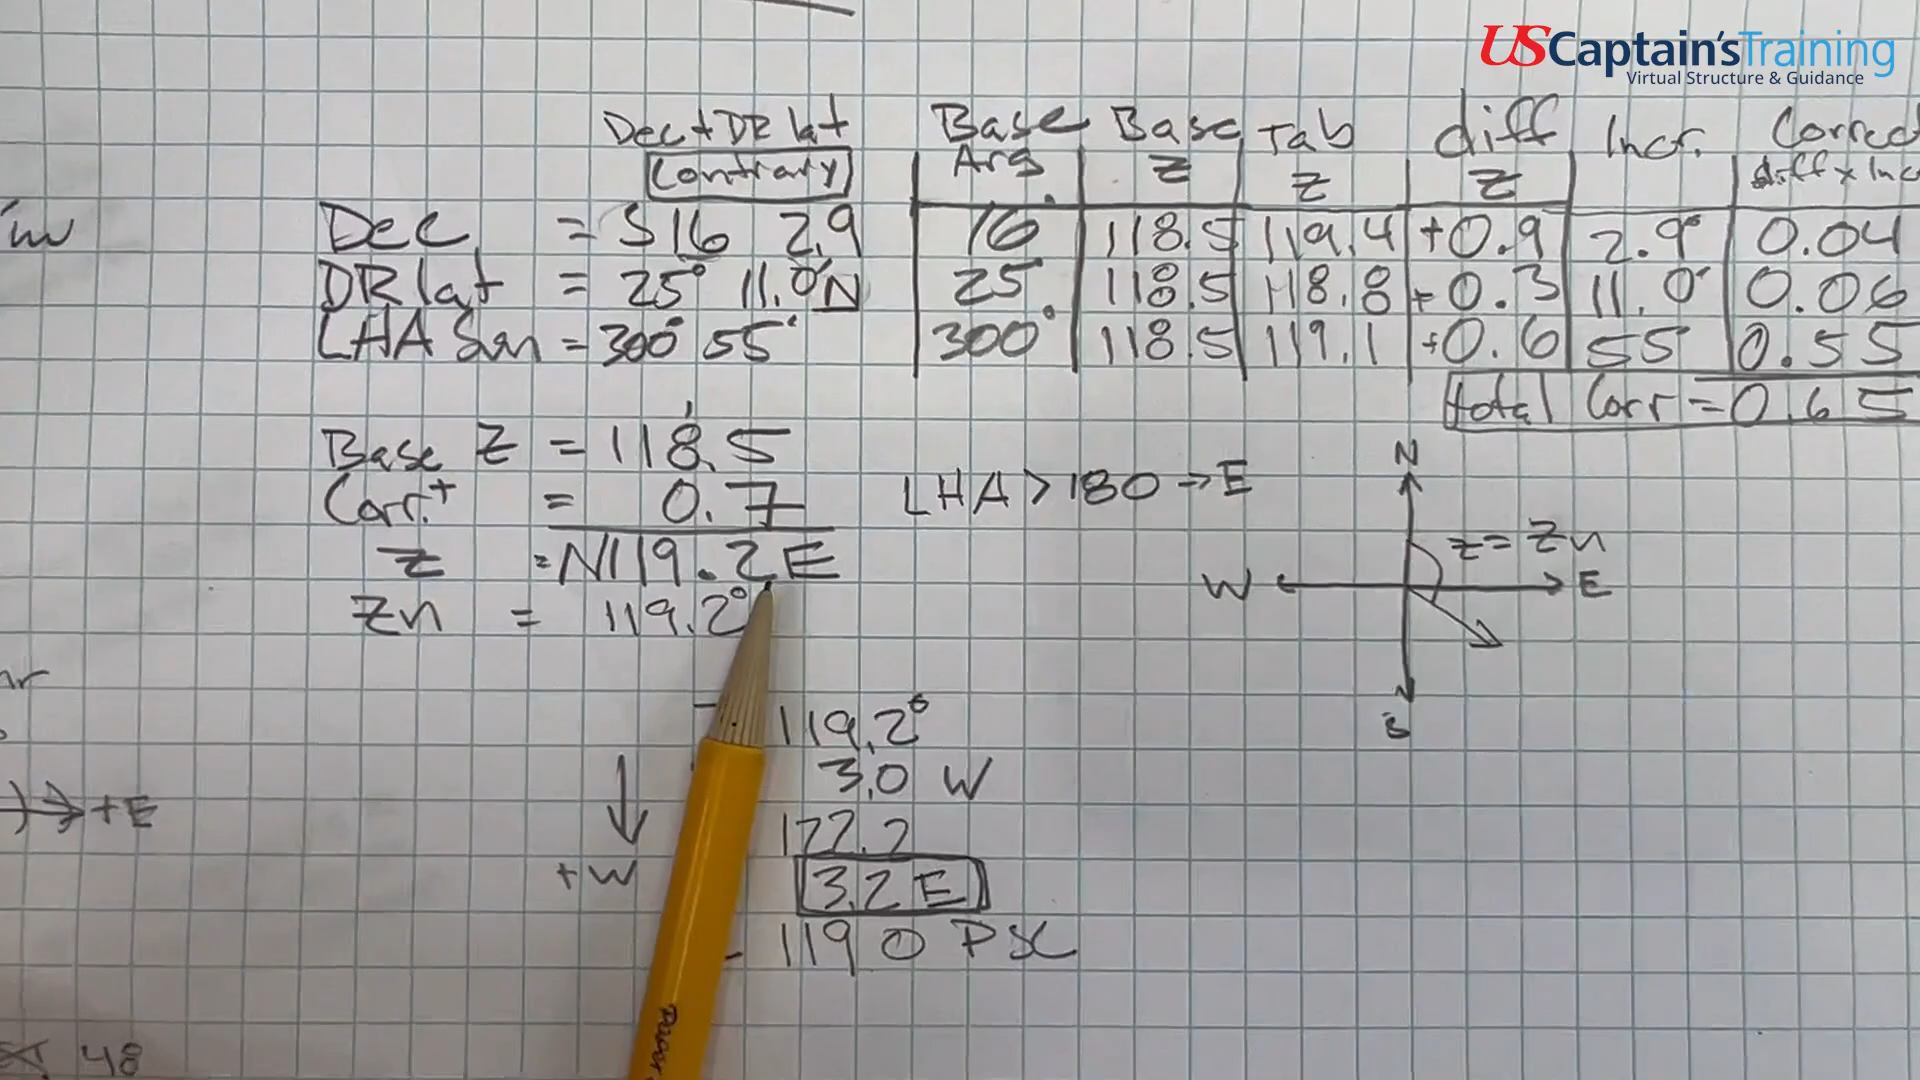 USCaptain'sTraining
Virtual Structure & Guidance
Dec + DR lat Base Base Tab diff Incr. Correct
Contrary Arg. Z Z Z diff x Inc
Dec = S16 2.9 16 118.5 119.4 +0.9 2.9' 0.04
DR lat = 25° 11.0'N 25 118.5 118.8 +0.3 11.0' 0.06
LHA Sun = 300° 55' 300° 118.5 119.1 +0.6 55' 0.55
total Corr = 0.65
Base Z = 118.5
Corr.+ = 0.7 LHA > 180 → E
Z = N119.2E
Zn = 119.2°
N
Z = Zn
W E
S
119.2°
3.0 W
122.2
3.2 E
119 0 PSC
+W
+E
48